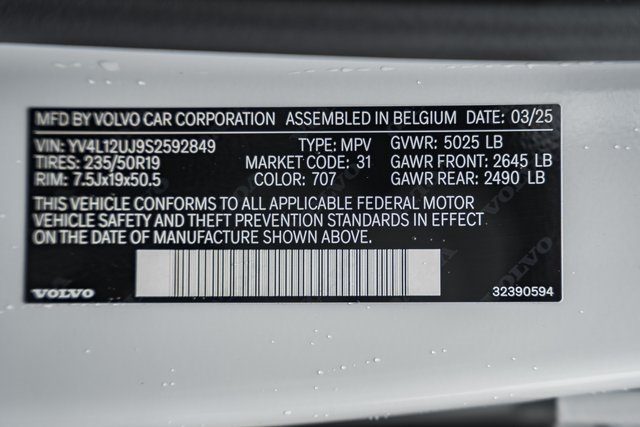 MFD BY VOLVO CAR CORPORATION ASSEMBLED IN BELGIUM DATE: 03/25
VIN: YV4L12UJ9S2592849 TYPE: MPV GVWR: 5025 LB
TIRES: 235/50R19 MARKET CODE: 31 GAWR FRONT: 2645 LB
RIM: 7.5Jx19x50.5 COLOR: 707 GAWR REAR: 2490 LB
THIS VEHICLE CONFORMS TO ALL APPLICABLE FEDERAL MOTOR
VEHICLE SAFETY AND THEFT PREVENTION STANDARDS IN EFFECT
ON THE DATE OF MANUFACTURE SHOWN ABOVE.
VOLVO 32390594